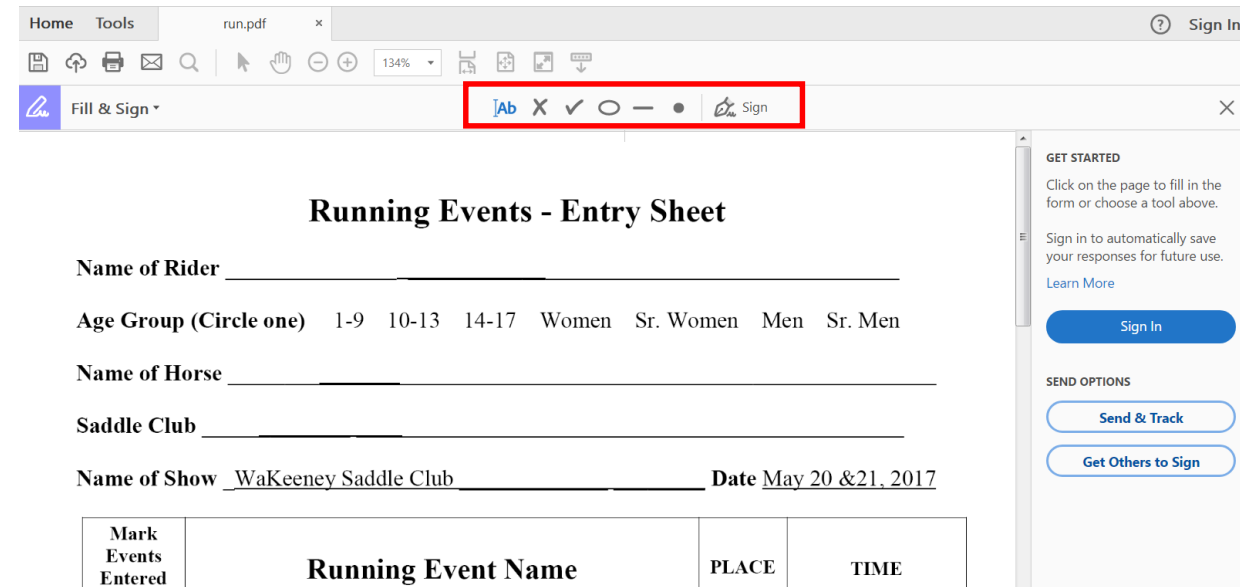 Home Tools run.pdf × ? Sign In
134%
Fill & Sign Ab Sign
Running Events - Entry Sheet
Name of Rider
Age Group (Circle one) 1-9 10-13 14-17 Women Sr. Women Men Sr. Men
Name of Horse
Saddle Club
Name of Show WaKeeney Saddle Club Date May 20 &21, 2017
Mark
Events
Entered
Running Event Name PLACE TIME
GET STARTED
Click on the page to fill in the
form or choose a tool above.
Sign in to automatically save
your responses for future use.
Learn More
Sign In
SEND OPTIONS
Send & Track
Get Others to Sign